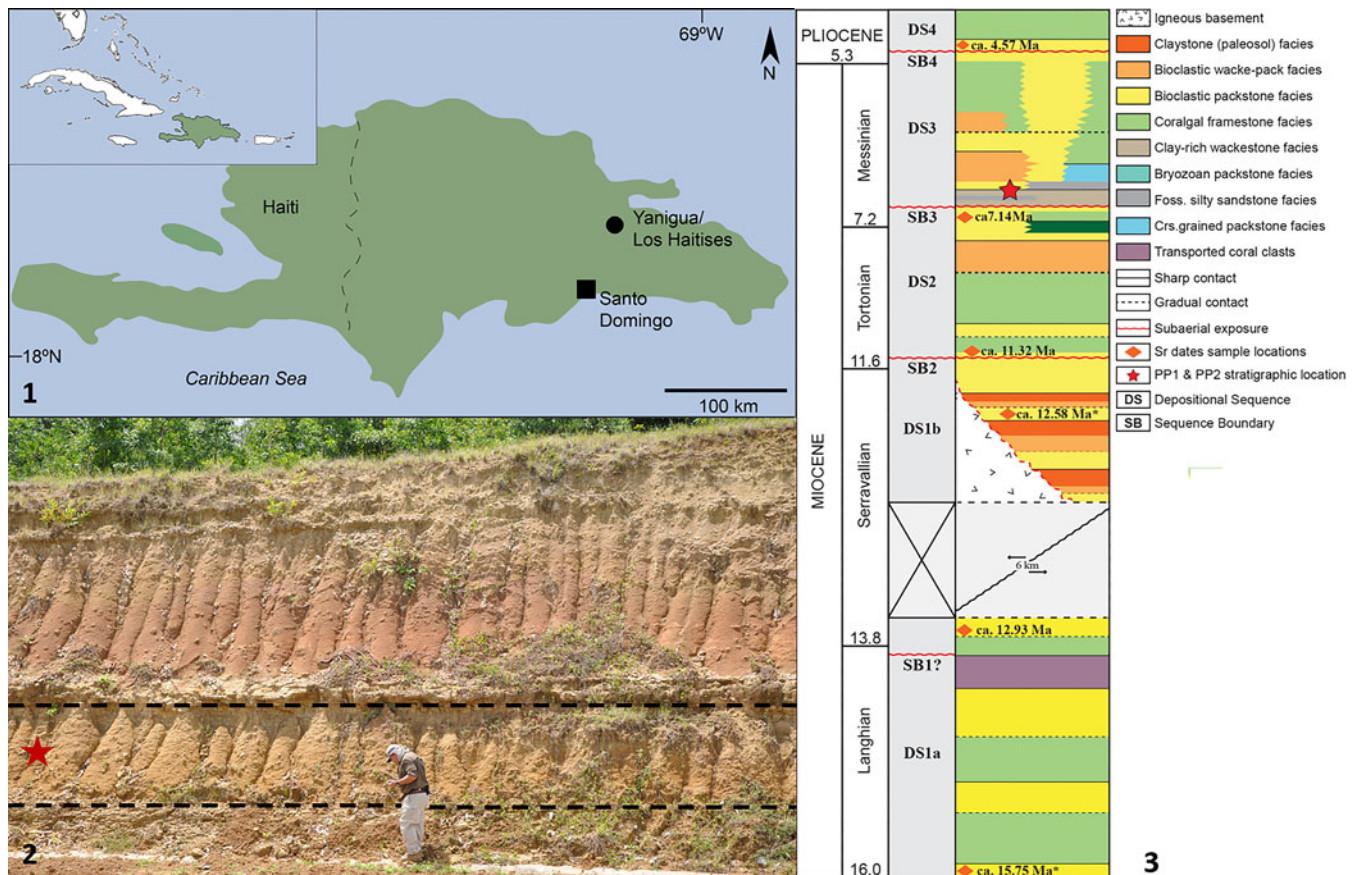 69ºW
N
Haiti
Yanigua/
Los Haitises
Santo
Domingo
18ºN
Caribbean Sea
100 km
1
2
PLIOCENE
5.3
MIOCENE
Messinian
7.2
Tortonian
11.6
Serravallian
13.8
Langhian
16.0
DS4
SB4
DS3
SB3
DS2
SB2
DS1b
SB1?
DS1a
ca. 4.57 Ma
ca7.14Ma
ca. 11.32 Ma
ca. 12.58 Ma*
6 km
ca. 12.93 Ma
ca. 15.75 Ma*
Igneous basement
Claystone (paleosol) facies
Bioclastic wacke-pack facies
Bioclastic packstone facies
Coralgal framestone facies
Clay-rich wackestone facies
Bryozoan packstone facies
Foss. silty sandstone facies
Crs.grained packstone facies
Transported coral clasts
Sharp contact
Gradual contact
Subaerial exposure
Sr dates sample locations
PP1 & PP2 stratigraphic location
DS Depositional Sequence
SB Sequence Boundary
3